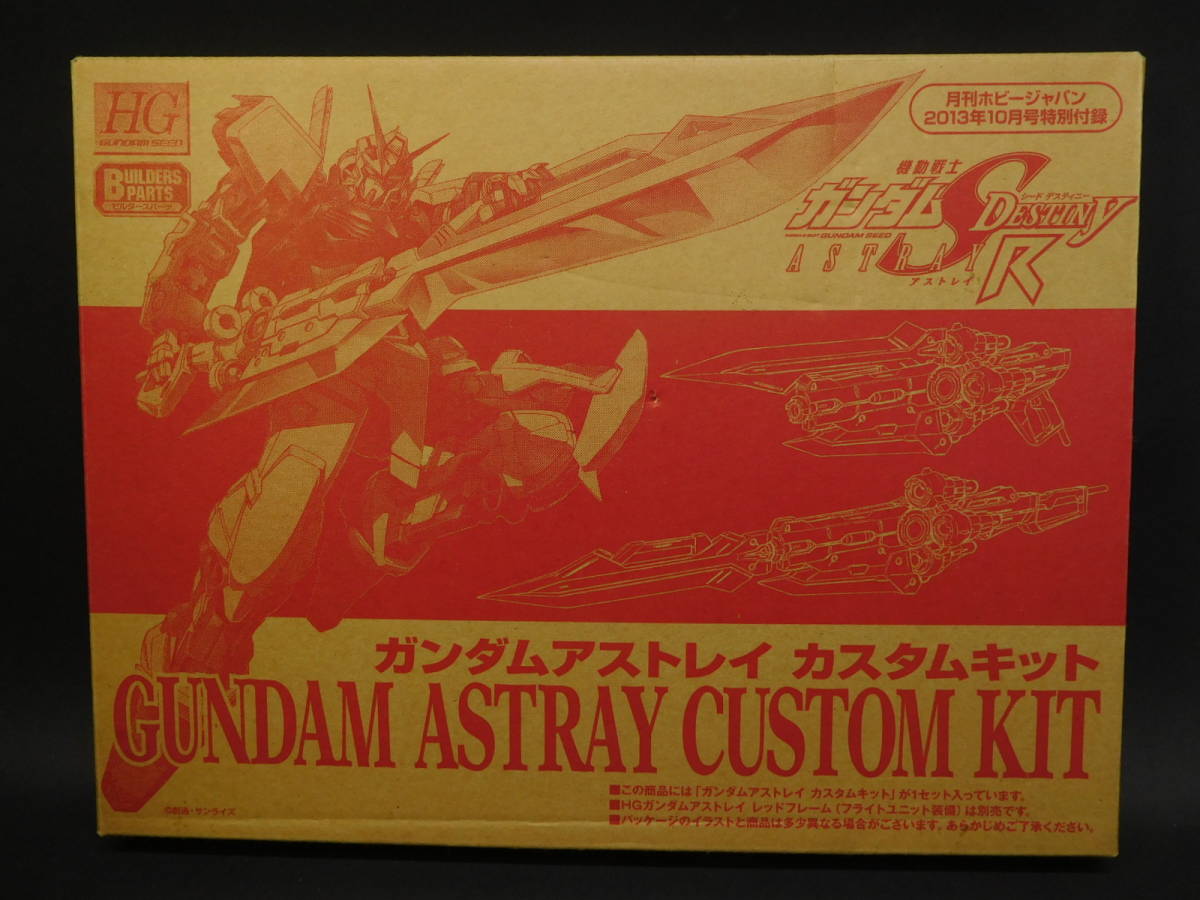 HG
GUNDAM SEED
BUILDERS
PARTS
ビルダーズパーツ
月刊ホビージャパン
2013年10月号特別付録
機動戦士
ガンダムSEED DESTINY
シード デスティニー
ASTRAY R
アストレイ
ガンダムアストレイ カスタムキット
GUNDAM ASTRAY CUSTOM KIT
©創通・サンライズ
■この商品には「ガンダムアストレイ カスタムキット」が1セット入っています。
■HGガンダムアストレイ レッドフレーム(フライトユニット装備)は別売です。
■パッケージのイラストと商品は多少異なる場合がございます。あらかじめご了承ください。